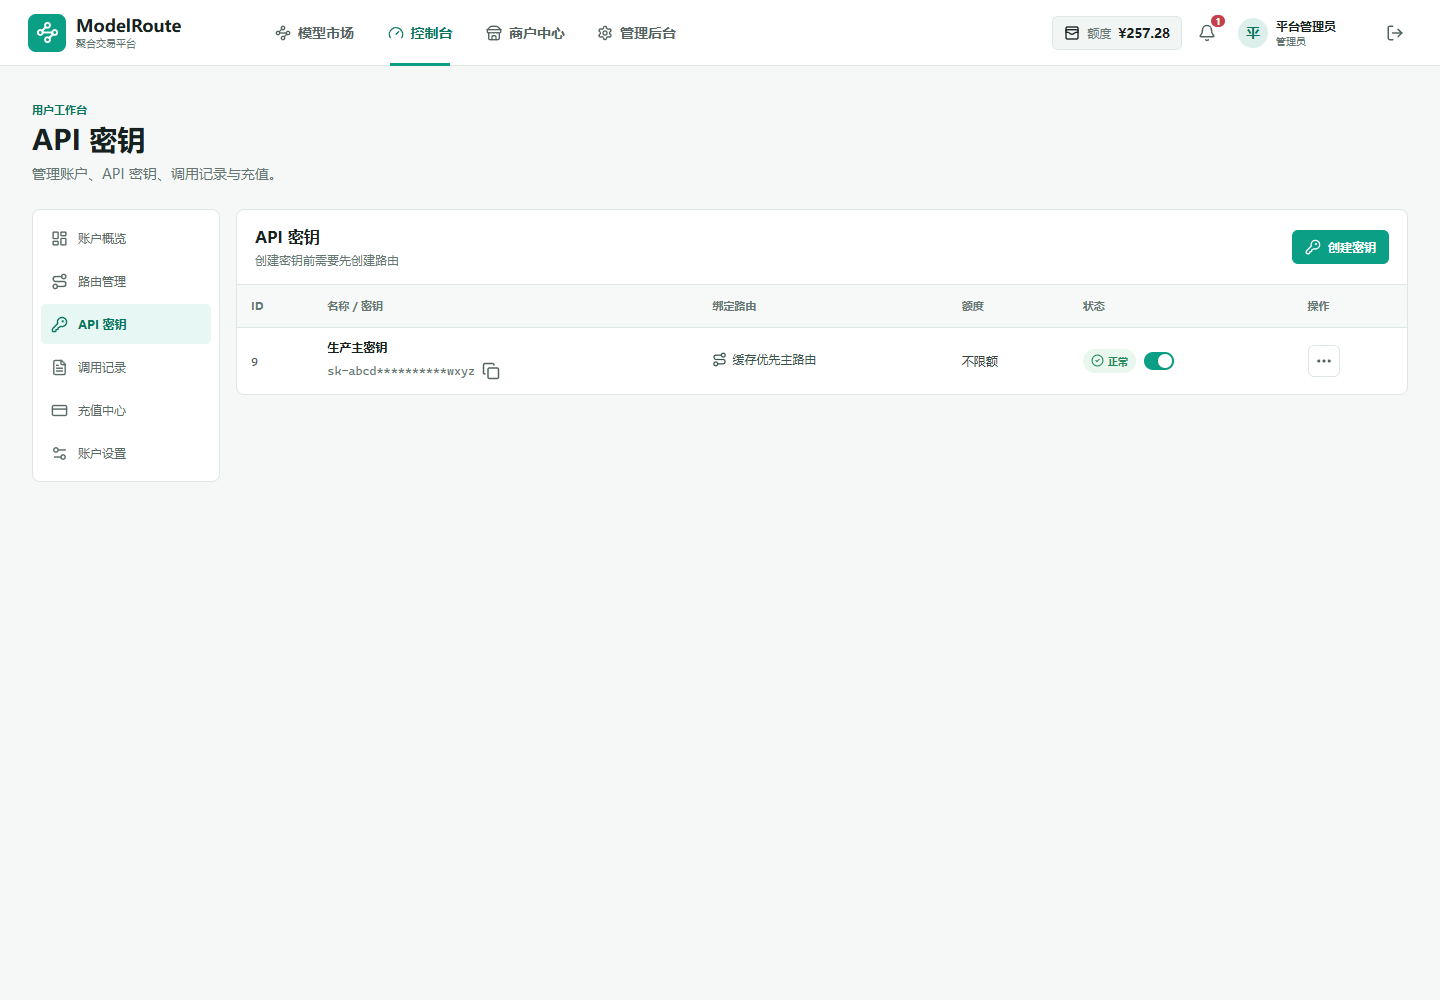 ModelRoute
聚合交易平台
模型市场
控制台
商户中心
管理后台
额度 ¥257.28
1
平
平台管理员
管理员
用户工作台
API 密钥
管理账户、API 密钥、调用记录与充值。
账户概览
路由管理
API 密钥
调用记录
充值中心
账户设置
API 密钥
创建密钥前需要先创建路由
创建密钥
ID 名称 / 密钥 绑定路由 额度 状态 操作
9
生产主密钥
sk-abcd**********wxyz
缓存优先主路由
不限额
正常